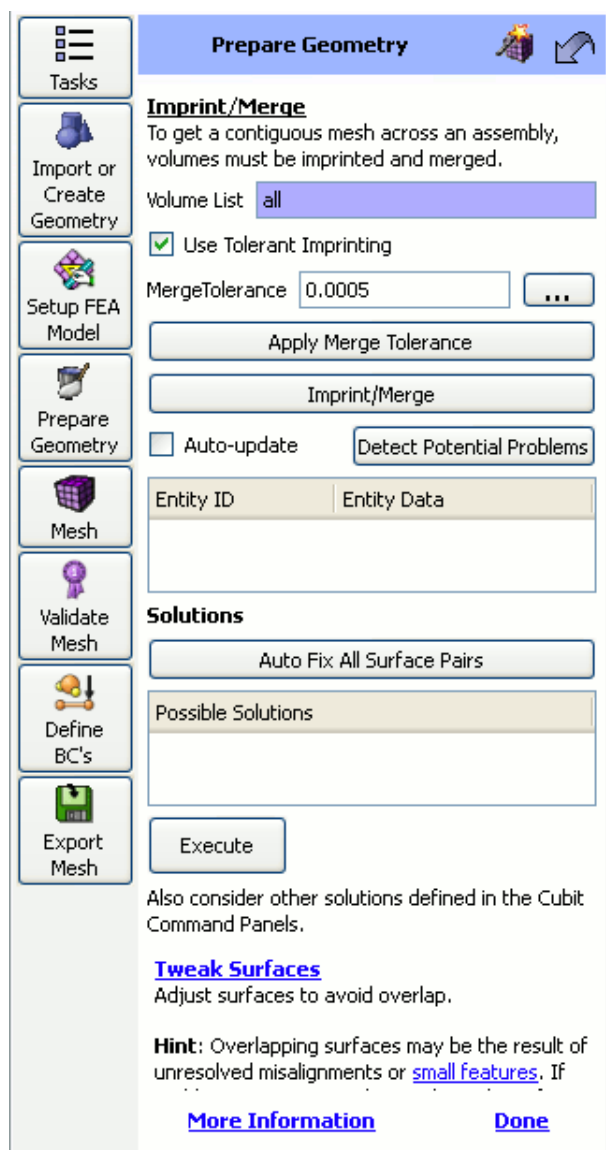 Tasks
Import or
Create
Geometry
Setup FEA
Model
Prepare
Geometry
Mesh
Validate
Mesh
Define
BC's
Export
Mesh
Prepare Geometry
Imprint/Merge
To get a contiguous mesh across an assembly,
volumes must be imprinted and merged.
Volume List all
Use Tolerant Imprinting
MergeTolerance 0.0005 ...
Apply Merge Tolerance
Imprint/Merge
Auto-update Detect Potential Problems
Entity ID Entity Data
Solutions
Auto Fix All Surface Pairs
Possible Solutions
Execute
Also consider other solutions defined in the Cubit
Command Panels.
Tweak Surfaces
Adjust surfaces to avoid overlap.
Hint: Overlapping surfaces may be the result of
unresolved misalignments or small features. If
More Information Done